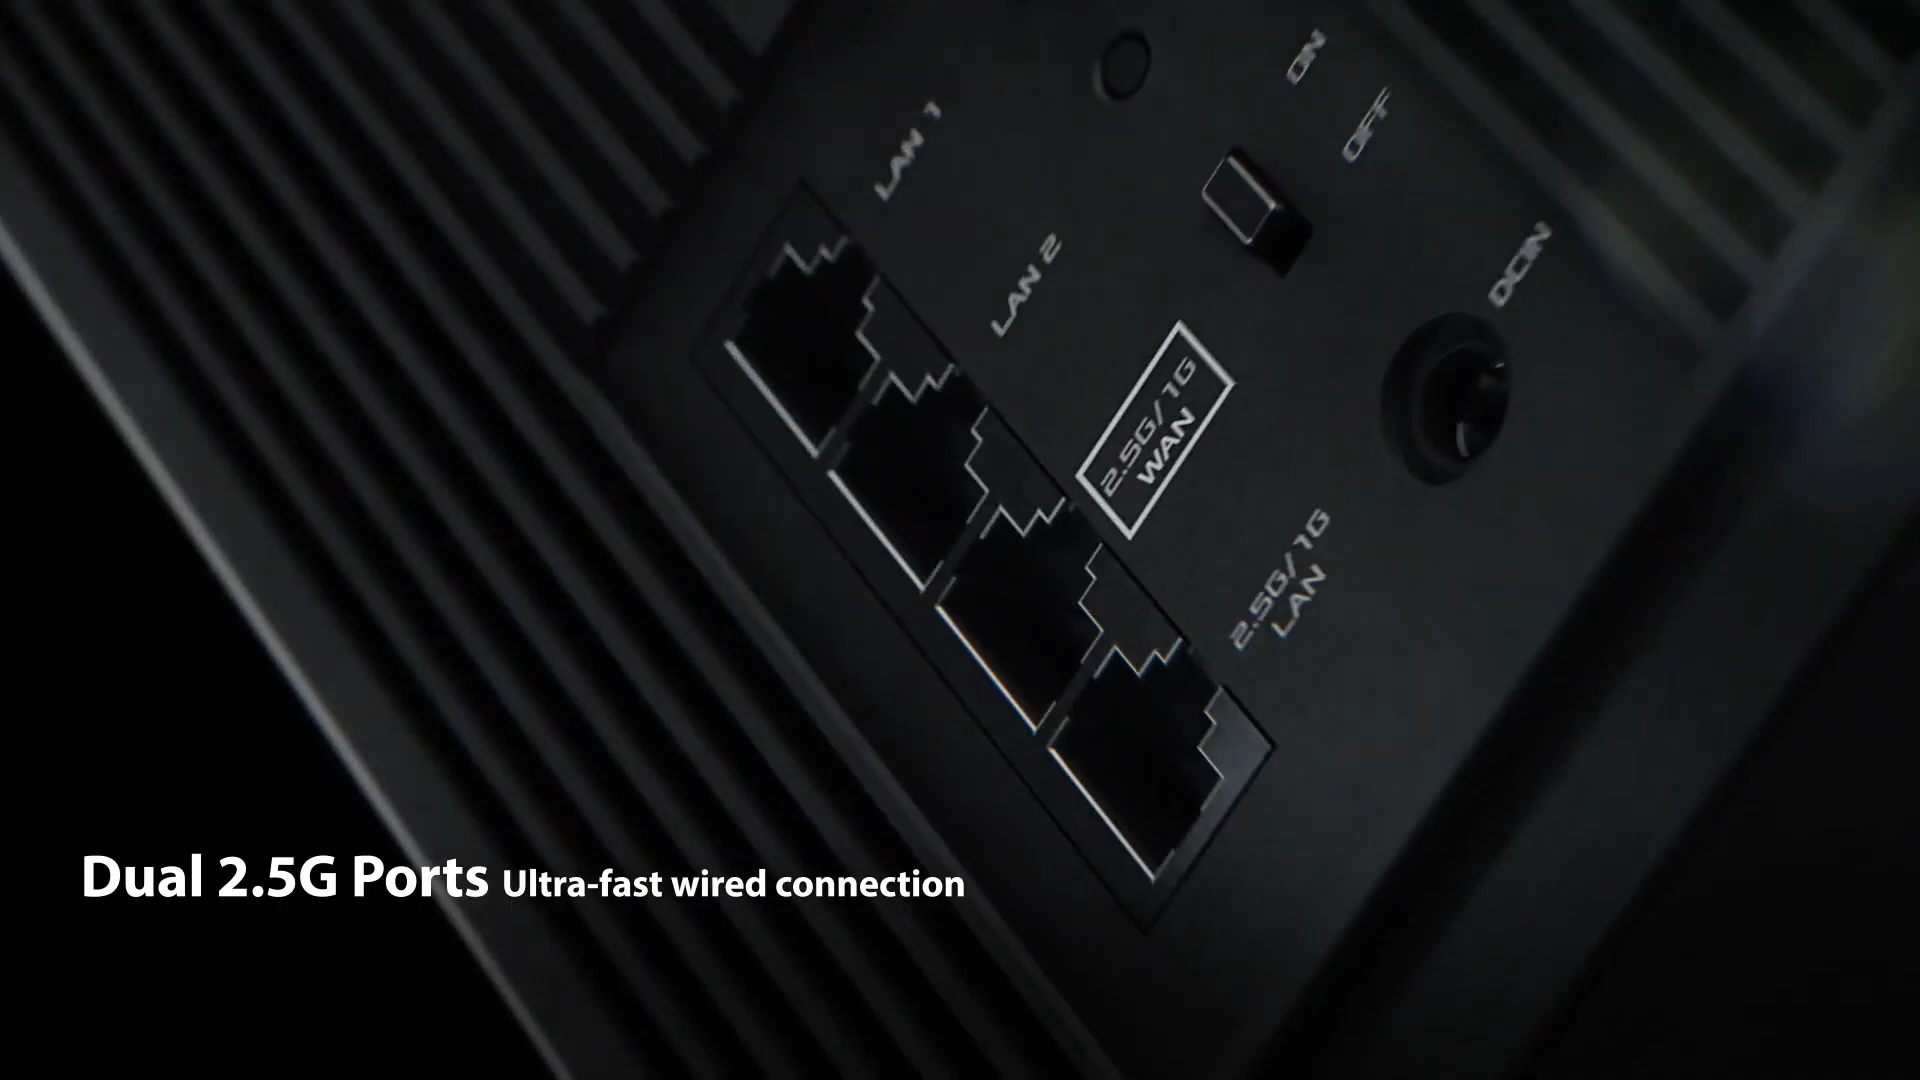 ON
OFF
LAN 1
LAN 2
DCIN
2.5G/1G
WAN
2.5G/1G
LAN
Dual 2.5G Ports Ultra-fast wired connection